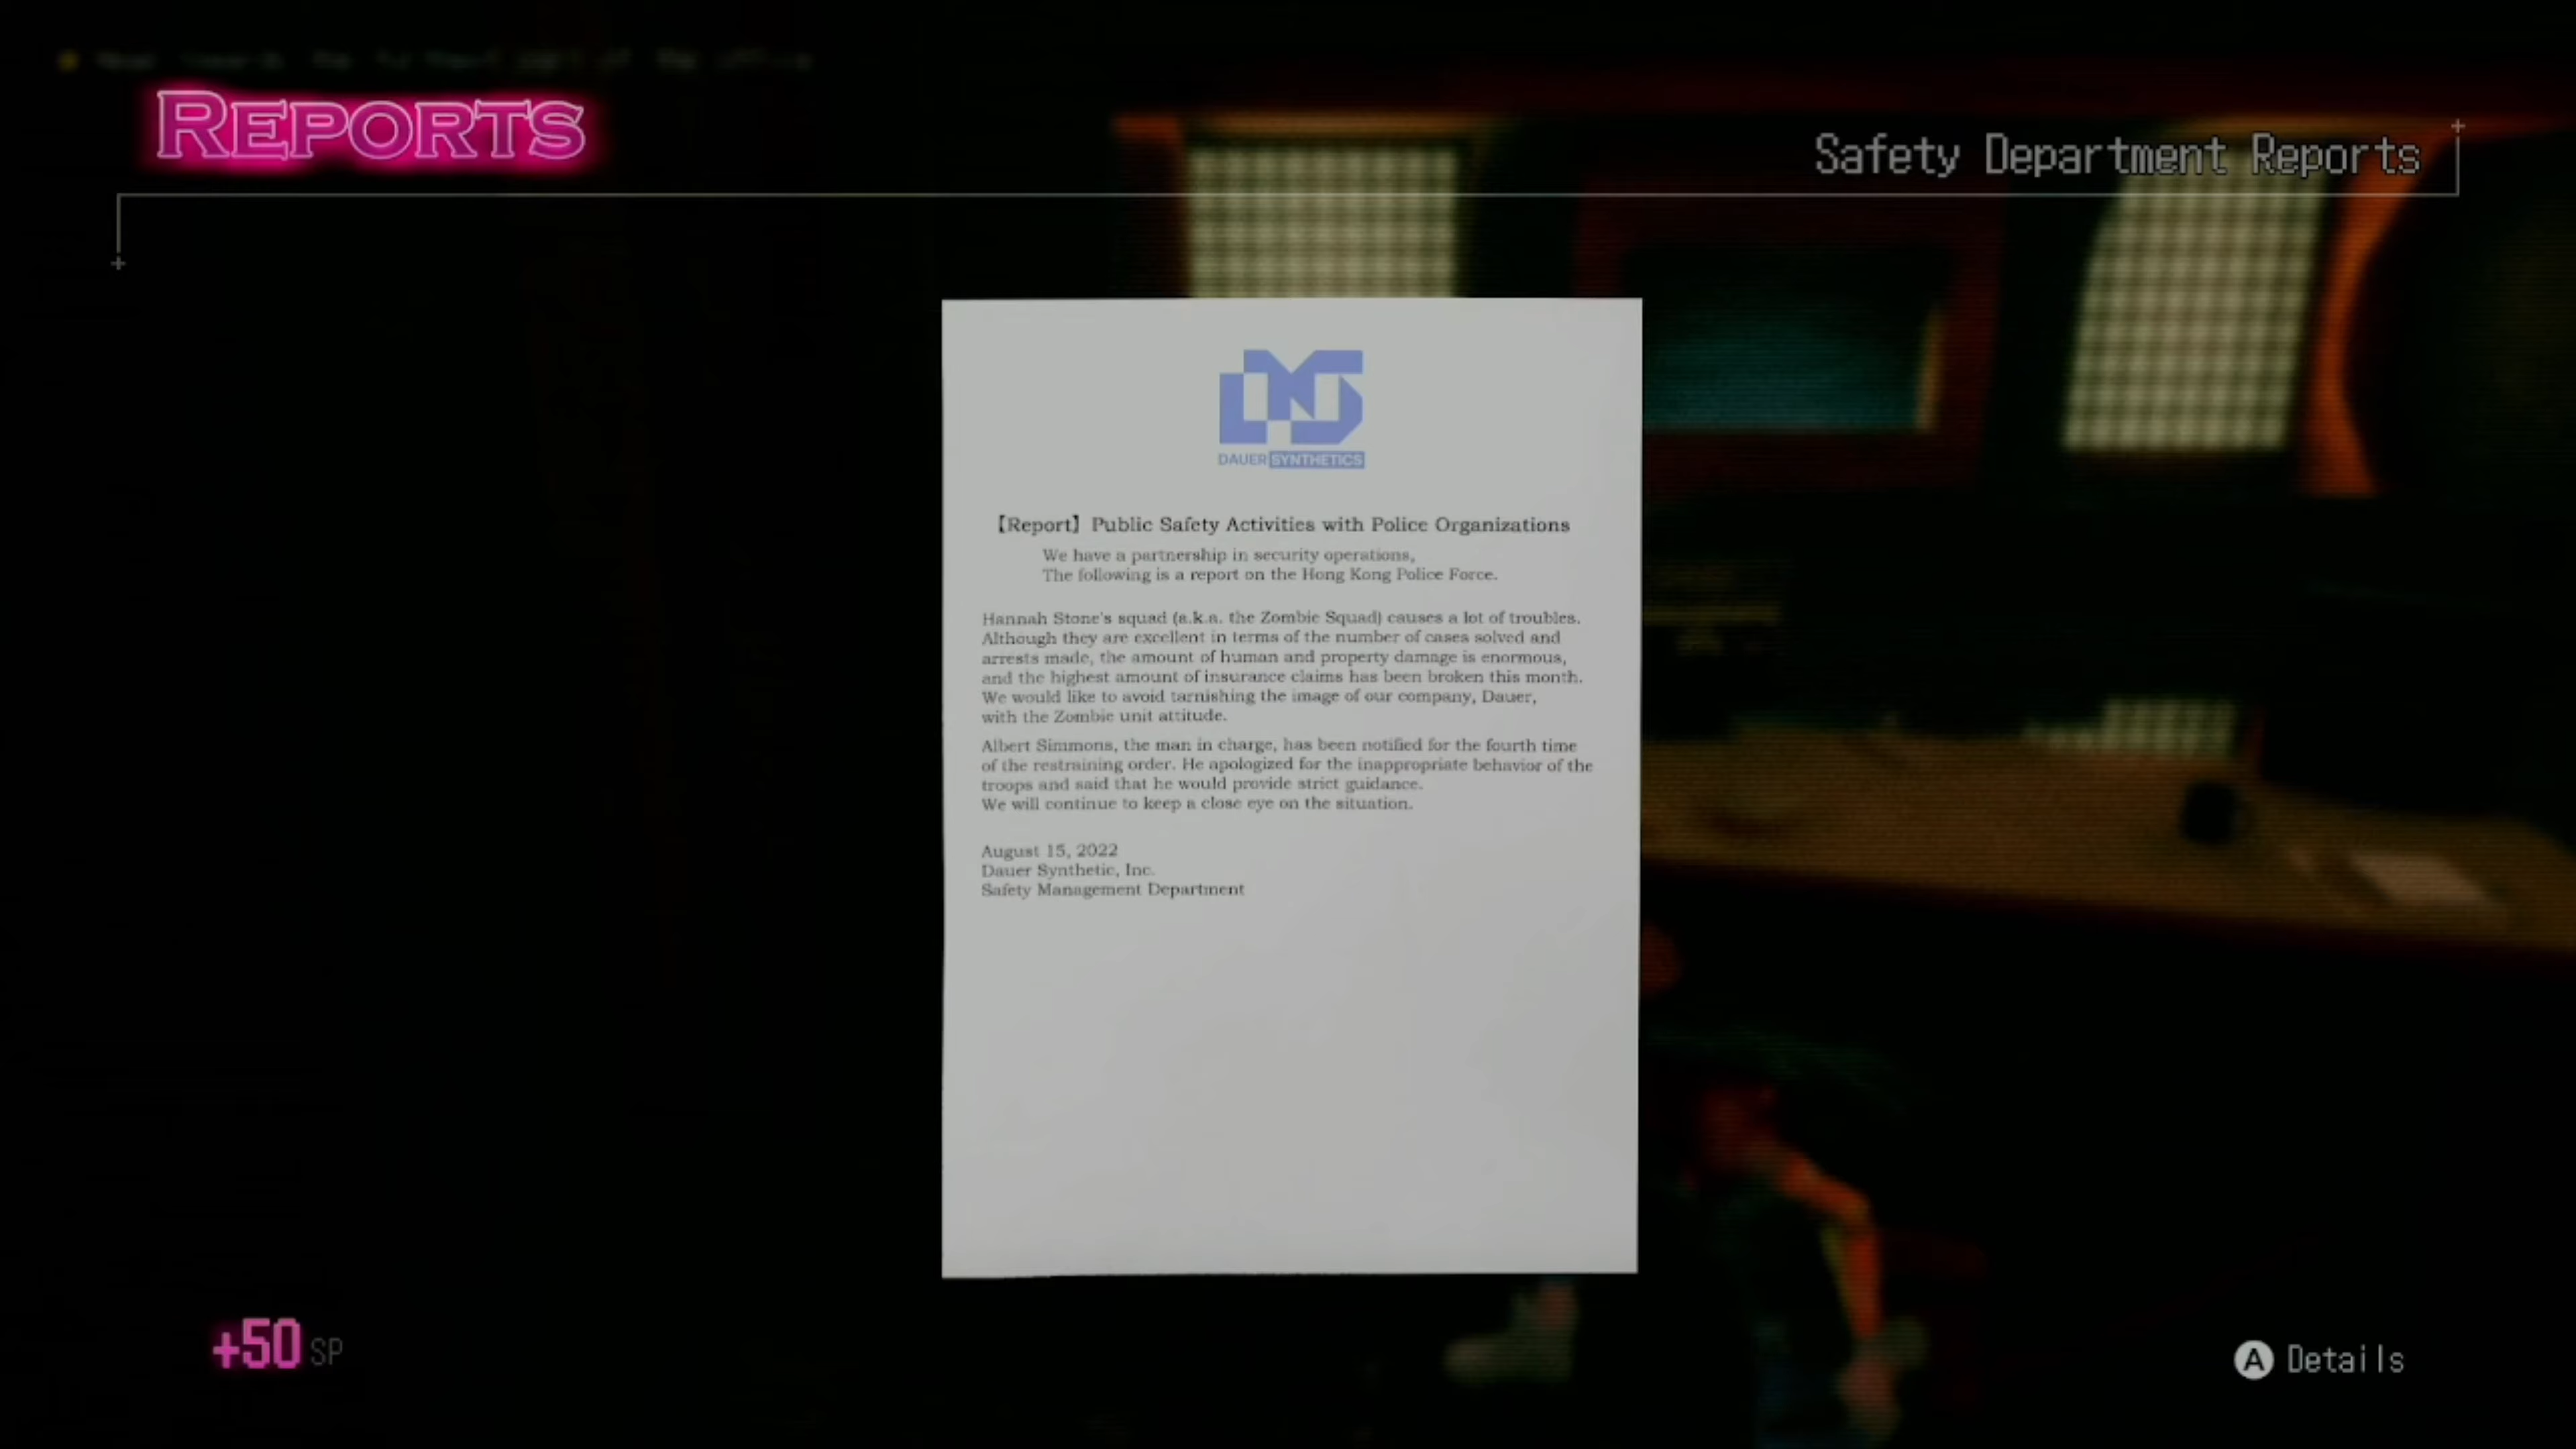 REPORTS
Safety Department Reports
DAUER SYNTHETICS
【Report】 Public Safety Activities with Police Organizations
We have a partnership in security operations,
The following is a report on the Hong Kong Police Force.
Hannah Stone's squad (a.k.a. the Zombie Squad) causes a lot of troubles.
Although they are excellent in terms of the number of cases solved and
arrests made, the amount of human and property damage is enormous,
and the highest amount of insurance claims has been broken this month.
We would like to avoid tarnishing the image of our company, Dauer,
with the Zombie unit attitude.
Albert Simmons, the man in charge, has been notified for the fourth time
of the restraining order. He apologized for the inappropriate behavior of the
troops and said that he would provide strict guidance.
We will continue to keep a close eye on the situation.
August 15, 2022
Dauer Synthetic, Inc.
Safety Management Department
+50 SP
A Details